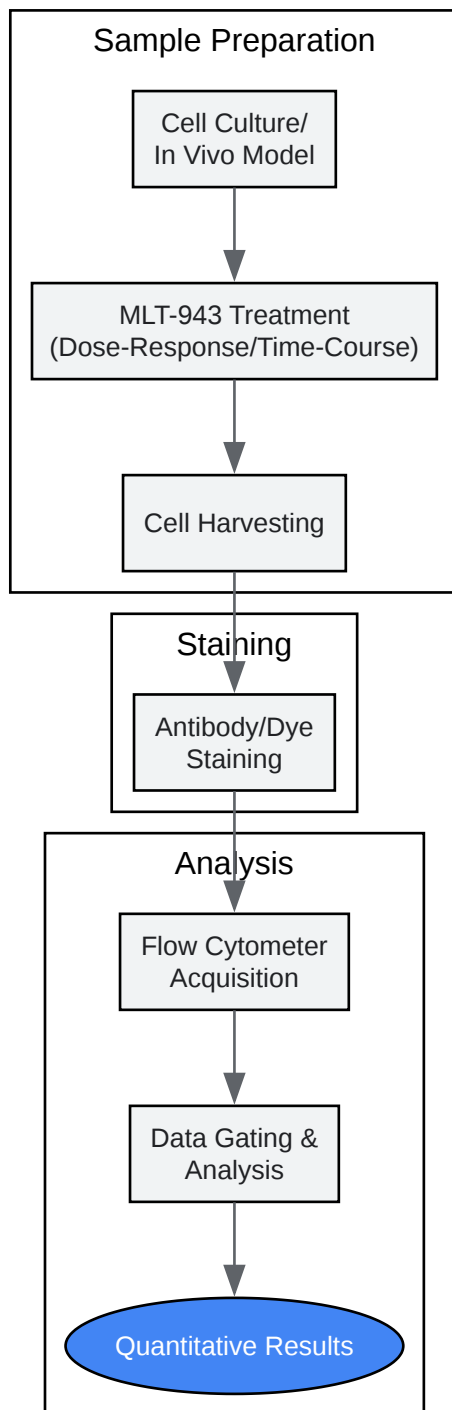 Sample Preparation
Cell Culture/
In Vivo Model
MLT-943 Treatment
(Dose-Response/Time-Course)
Cell Harvesting
Staining
Antibody/Dye
Staining
Analysis
Flow Cytometer
Acquisition
Data Gating &
Analysis
Quantitative Results